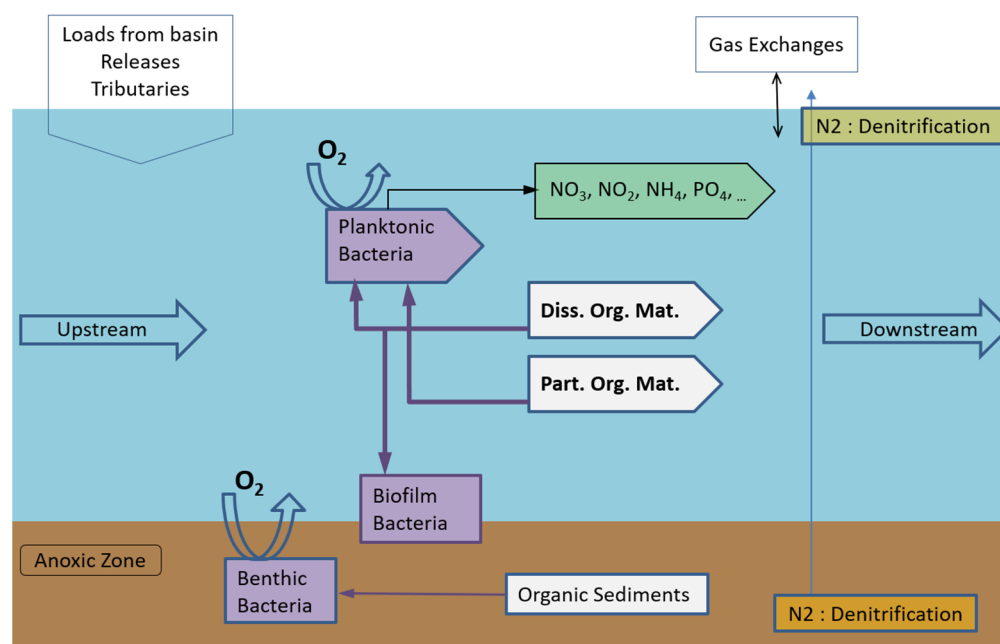 Loads from basin
Releases
Tributaries
Gas Exchanges
N2 : Denitrification
O₂
NO₃, NO₂, NH₄, PO₄, ...
Planktonic
Bacteria
Diss. Org. Mat.
Upstream
Downstream
Part. Org. Mat.
O₂
Biofilm
Bacteria
Anoxic Zone
Benthic
Bacteria
Organic Sediments
N2 : Denitrification